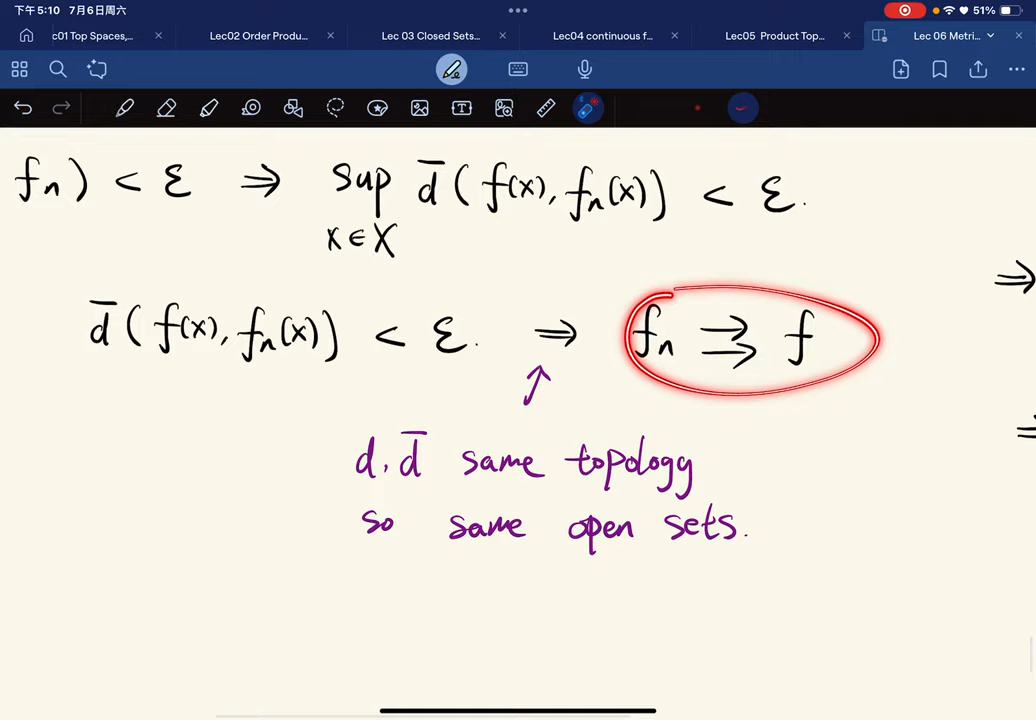 下午5:10 7月6日周六
51%
c01 Top Spaces,...
Lec02 Order Produ...
Lec 03 Closed Sets...
Lec04 continuous f...
Lec05 Product Top...
Lec 06 Metri...
fₙ) < ε ⇒ sup d̄(f(x), fₙ(x)) < ε.
x∈X
⇒
d̄(f(x), fₙ(x)) < ε. ⇒ fₙ ⇉ f
⇒
d, d̄ same topology
so same open sets.